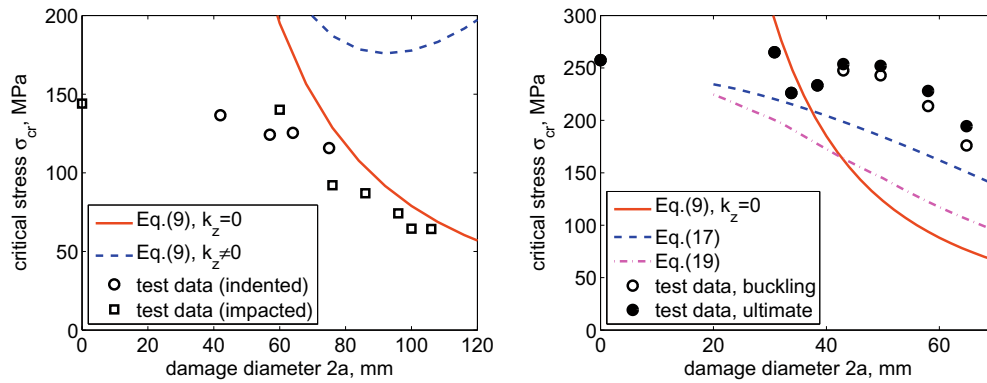 200
150
100
50
0
0
20
40
60
80
100
120
critical stress σcr, MPa
damage diameter 2a, mm
Eq.(9), kz=0
Eq.(9), kz≠0
test data (indented)
test data (impacted)
300
250
200
150
100
50
0
0
20
40
60
critical stress σcr, MPa
damage diameter 2a, mm
Eq.(9), kz=0
Eq.(17)
Eq.(19)
test data, buckling
test data, ultimate